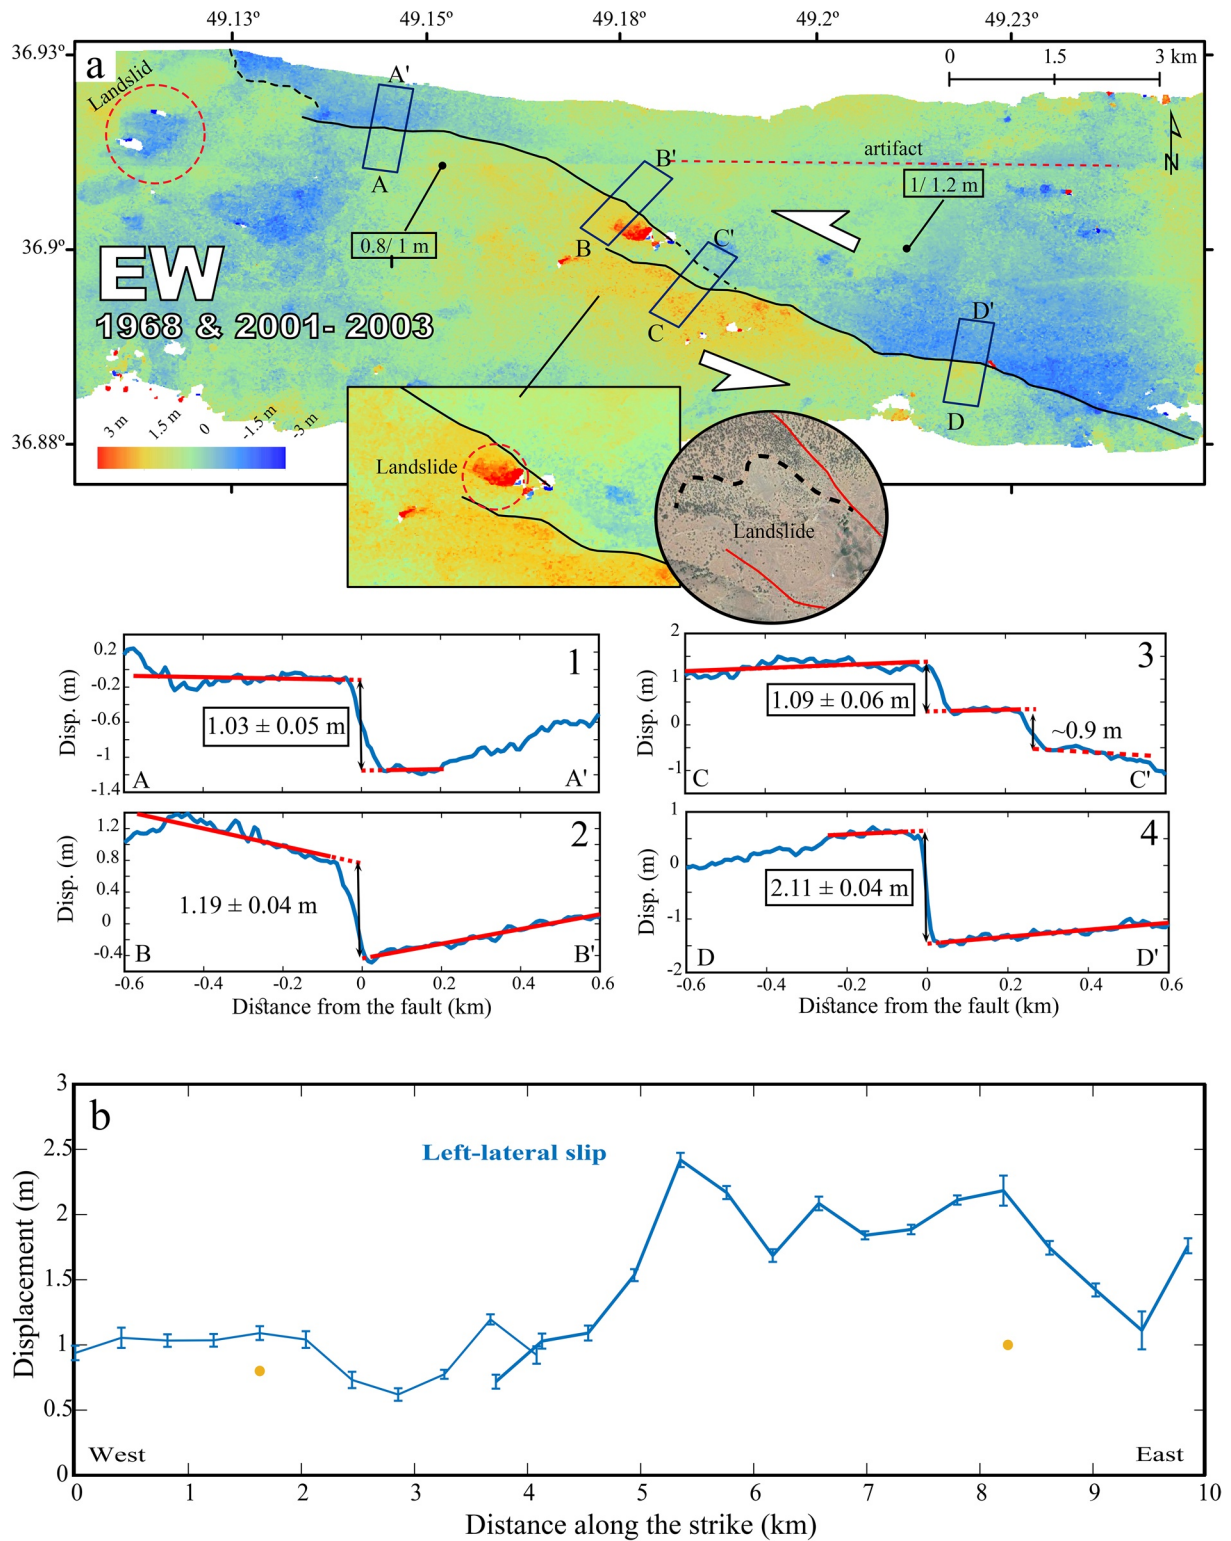 49.13º 49.15º 49.18º 49.2º 49.23º
36.93º
a
Landslid
A'
0 1.5 3 km
N
B'
artifact
1/ 1.2 m
A
36.9º
0.8/ 1 m
B
C'
EW
1968 & 2001- 2003
C
D'
D
3 m 1.5 m 0 -1.5 m -3 m
36.88º
Landslide
Landslide
1
0.2
-0.2
-0.6
-1
-1.4
Disp. (m)
1.03 ± 0.05 m
A A'
3
2
1
0
-1
Disp. (m)
1.09 ± 0.06 m
~0.9 m
C C'
2
1.2
0.8
0.4
0
-0.4
Disp. (m)
1.19 ± 0.04 m
B B'
-0.6 -0.4 -0.2 0 0.2 0.4 0.6
Distance from the fault (km)
4
1
0
-1
-2
Disp. (m)
2.11 ± 0.04 m
D D'
-0.6 -0.4 -0.2 0 0.2 0.4 0.6
Distance from the fault (km)
b
3
2.5
2
1.5
1
0.5
0
Displacement (m)
Left-lateral slip
West East
0 1 2 3 4 5 6 7 8 9 10
Distance along the strike (km)